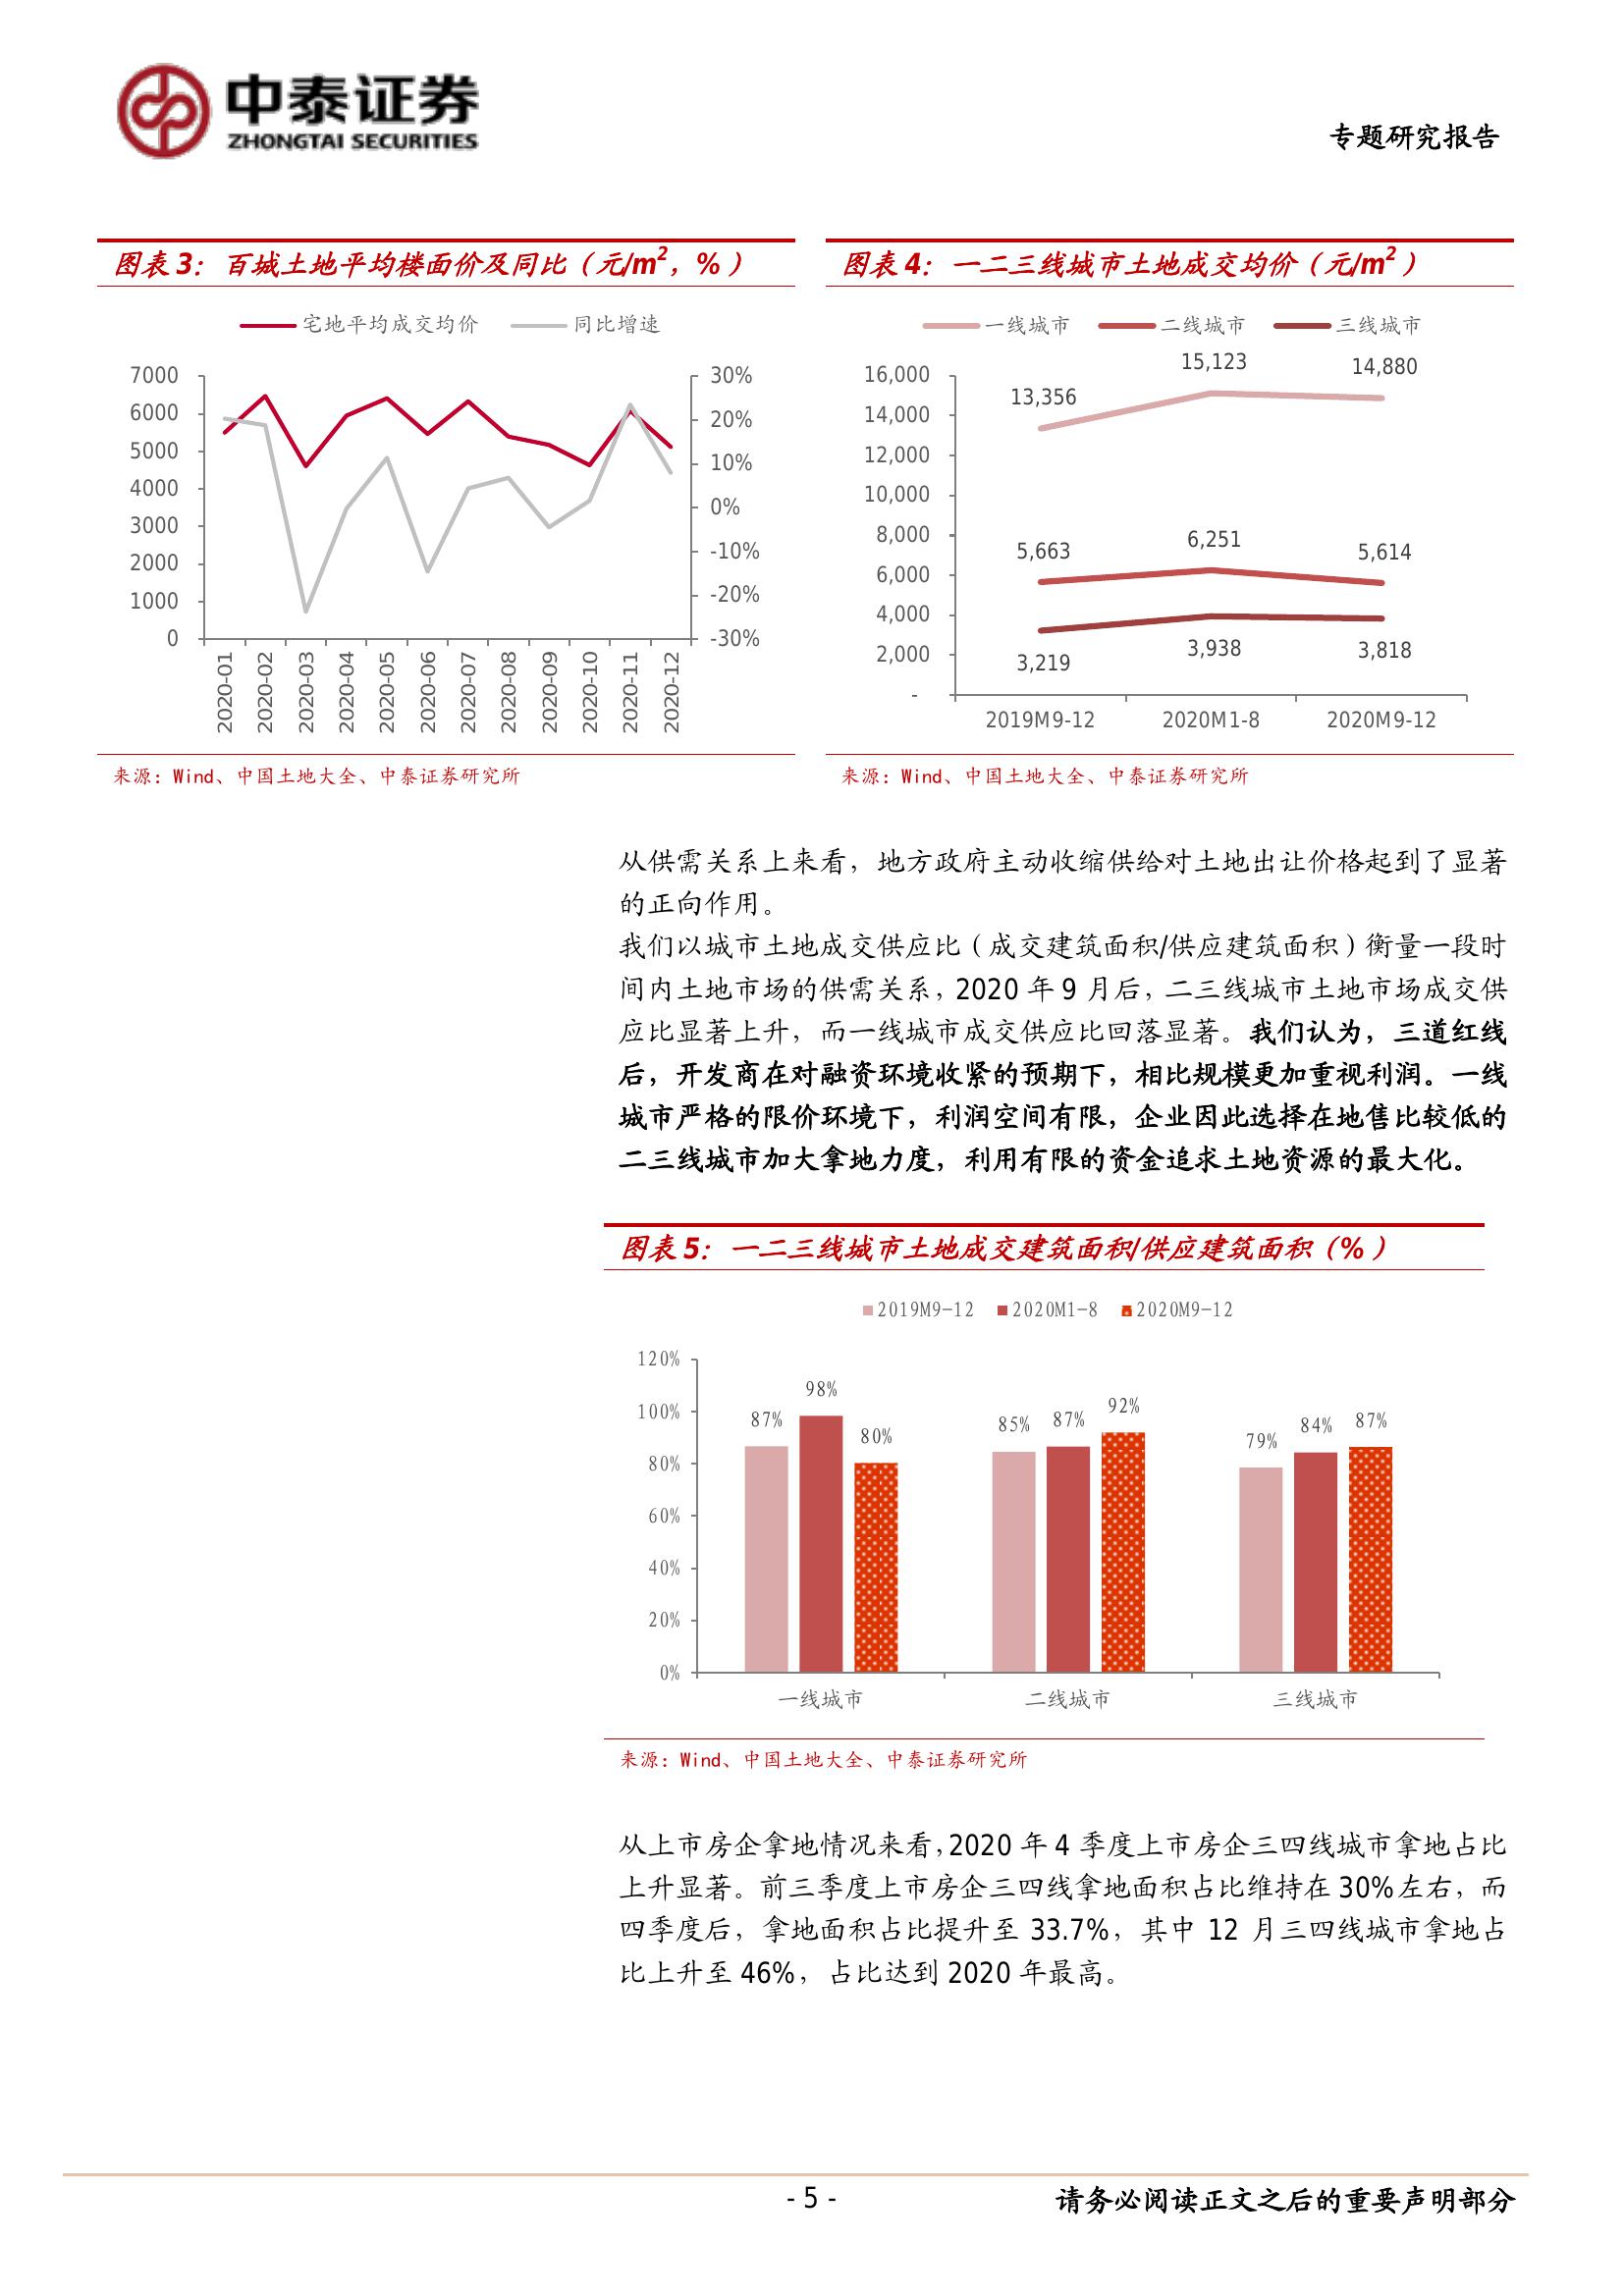 中泰证券
ZHONGTAI SECURITIES
专题研究报告
图表 3：百城土地平均楼面价及同比（元/m²，%）
宅地平均成交均价 同比增速
7000
6000
5000
4000
3000
2000
1000
0
30%
20%
10%
0%
-10%
-20%
-30%
2020-01
2020-02
2020-03
2020-04
2020-05
2020-06
2020-07
2020-08
2020-09
2020-10
2020-11
2020-12
来源：Wind、中国土地大全、中泰证券研究所
图表 4：一二三线城市土地成交均价（元/m²）
一线城市 二线城市 三线城市
16,000
14,000
12,000
10,000
8,000
6,000
4,000
2,000
-
13,356 15,123 14,880
5,663 6,251 5,614
3,219 3,938 3,818
2019M9-12 2020M1-8 2020M9-12
来源：Wind、中国土地大全、中泰证券研究所
从供需关系上来看，地方政府主动收缩供给对土地出让价格起到了显著
的正向作用。
我们以城市土地成交供应比（成交建筑面积/供应建筑面积）衡量一段时
间内土地市场的供需关系，2020 年 9 月后，二三线城市土地市场成交供
应比显著上升，而一线城市成交供应比回落显著。我们认为，三道红线
后，开发商在对融资环境收紧的预期下，相比规模更加重视利润。一线
城市严格的限价环境下，利润空间有限，企业因此选择在地售比较低的
二三线城市加大拿地力度，利用有限的资金追求土地资源的最大化。
图表 5：一二三线城市土地成交建筑面积/供应建筑面积（%）
2019M9-12 2020M1-8 2020M9-12
120%
100%
80%
60%
40%
20%
0%
87% 98% 80%
85% 87% 92%
79% 84% 87%
一线城市 二线城市 三线城市
来源：Wind、中国土地大全、中泰证券研究所
从上市房企拿地情况来看，2020 年 4 季度上市房企三四线城市拿地占比
上升显著。前三季度上市房企三四线拿地面积占比维持在 30%左右，而
四季度后，拿地面积占比提升至 33.7%，其中 12 月三四线城市拿地占
比上升至 46%，占比达到 2020 年最高。
- 5 -
请务必阅读正文之后的重要声明部分